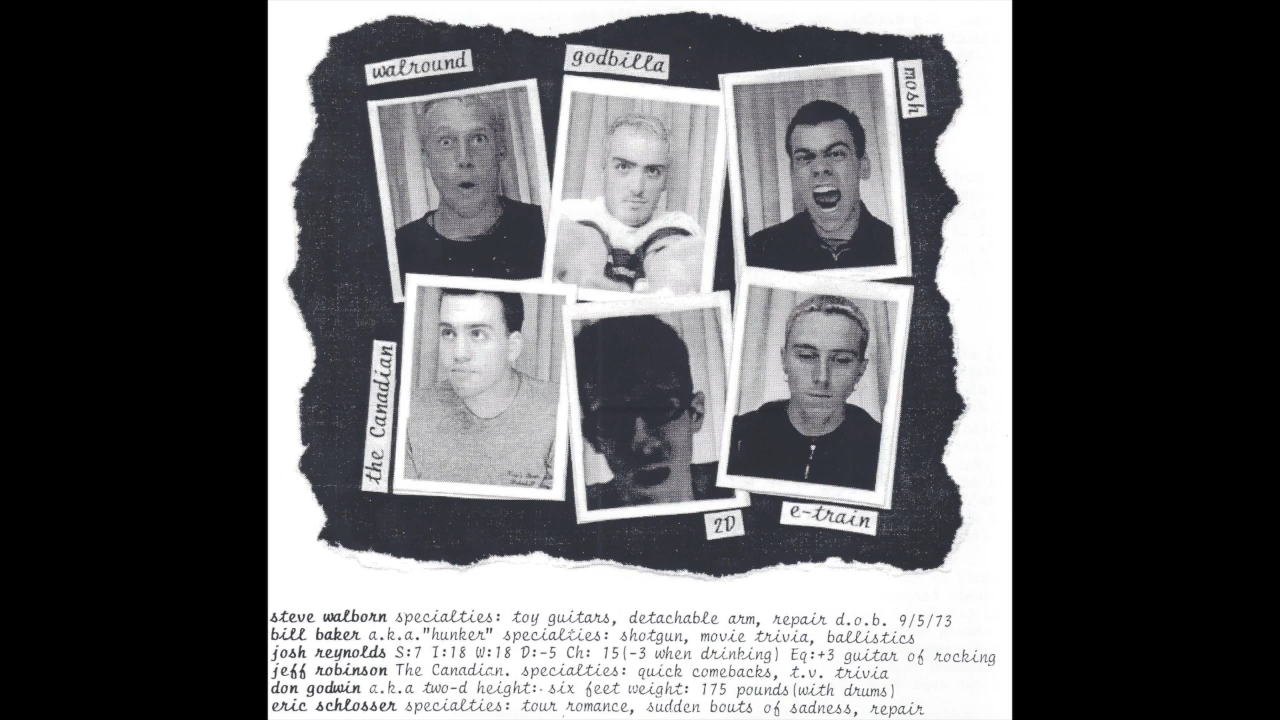 walround
godbilla
mosh
the Canadian
2D
e-train
steve walborn specialties: toy guitars, detachable arm, repair d.o.b. 9/5/73
bill baker a.k.a."hunker" specialties: shotgun, movie trivia, ballistics
josh reynolds S:7 I:18 W:18 D:-5 Ch: 15(-3 when drinking) Eq:+3 guitar of rocking
jeff robinson The Canadian. specialties: quick comebacks, t.v. trivia
don godwin a.k.a two-d height: six feet weight: 175 pounds(with drums)
eric schlosser specialties: tour romance, sudden bouts of sadness, repair